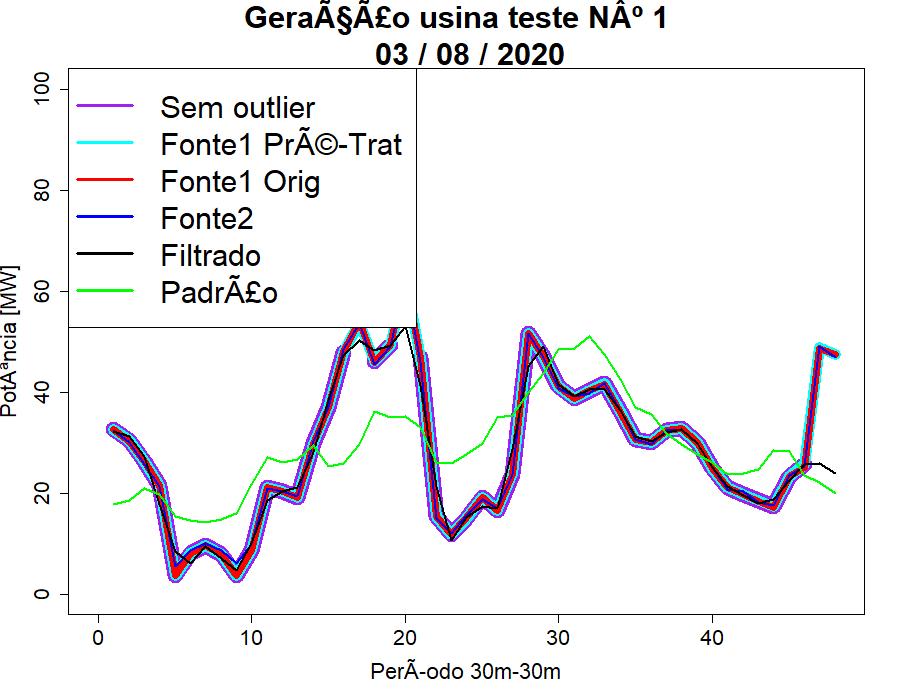 GeraÃ§Ã£o usina teste NÂº 1
03 / 08 / 2020
Sem outlier
Fonte1 PrÃ©-Trat
Fonte1 Orig
Fonte2
Filtrado
PadrÃ£o
PotÃªncia [MW]
100
80
60
40
20
0
0 10 20 30 40
PerÃ-odo 30m-30m